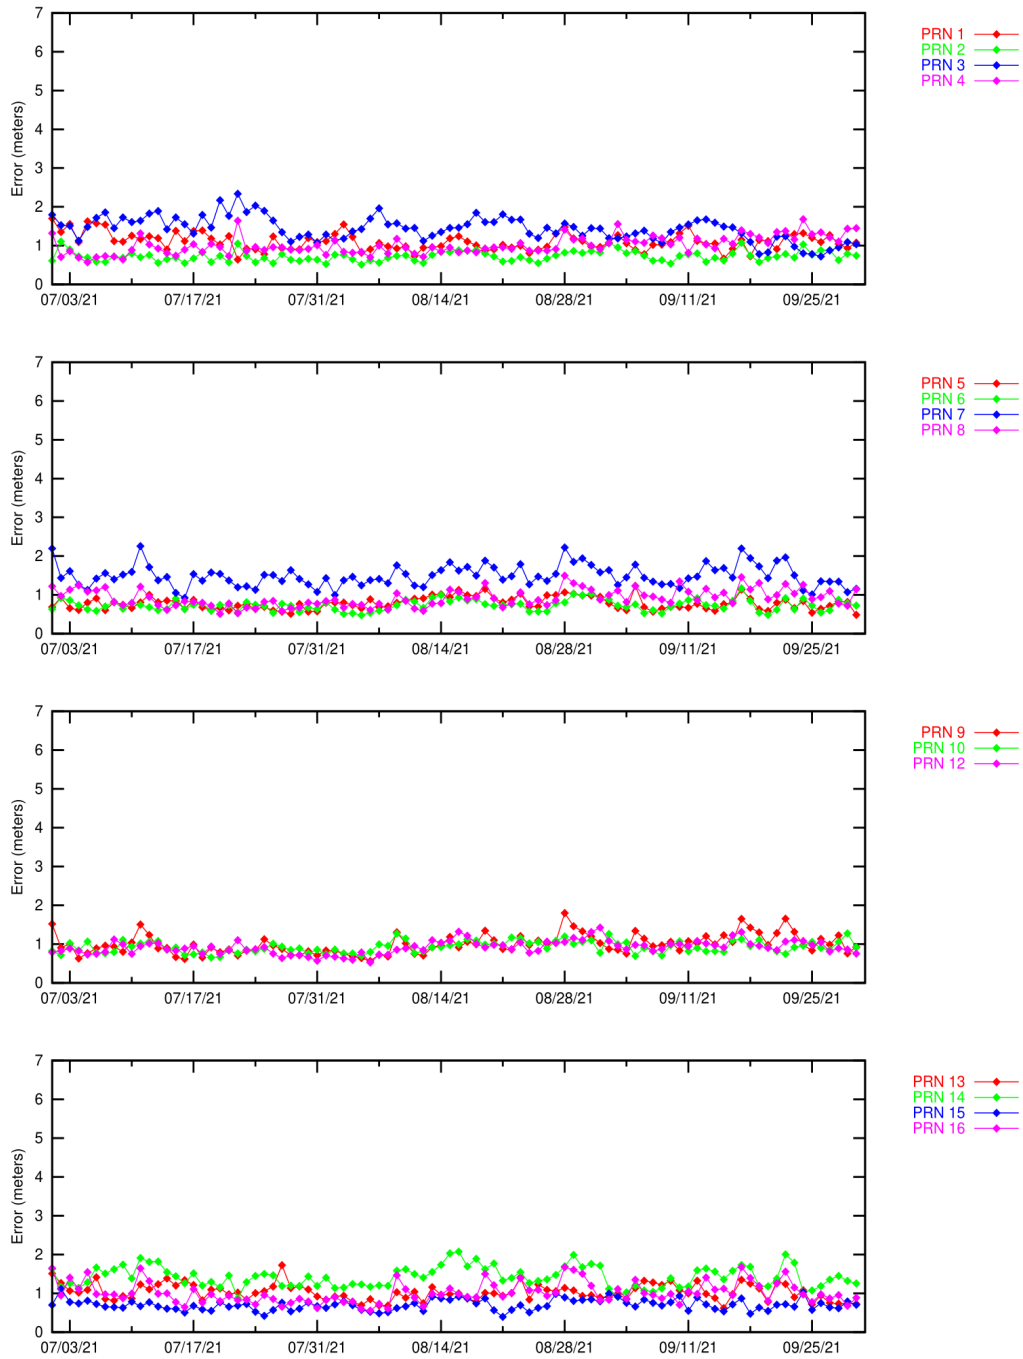 7
6
5
4
3
2
1
0
Error (meters)
07/03/21 07/17/21 07/31/21 08/14/21 08/28/21 09/11/21 09/25/21
PRN 1
PRN 2
PRN 3
PRN 4
7
6
5
4
3
2
1
0
Error (meters)
07/03/21 07/17/21 07/31/21 08/14/21 08/28/21 09/11/21 09/25/21
PRN 5
PRN 6
PRN 7
PRN 8
7
6
5
4
3
2
1
0
Error (meters)
07/03/21 07/17/21 07/31/21 08/14/21 08/28/21 09/11/21 09/25/21
PRN 9
PRN 10
PRN 12
7
6
5
4
3
2
1
0
Error (meters)
07/03/21 07/17/21 07/31/21 08/14/21 08/28/21 09/11/21 09/25/21
PRN 13
PRN 14
PRN 15
PRN 16